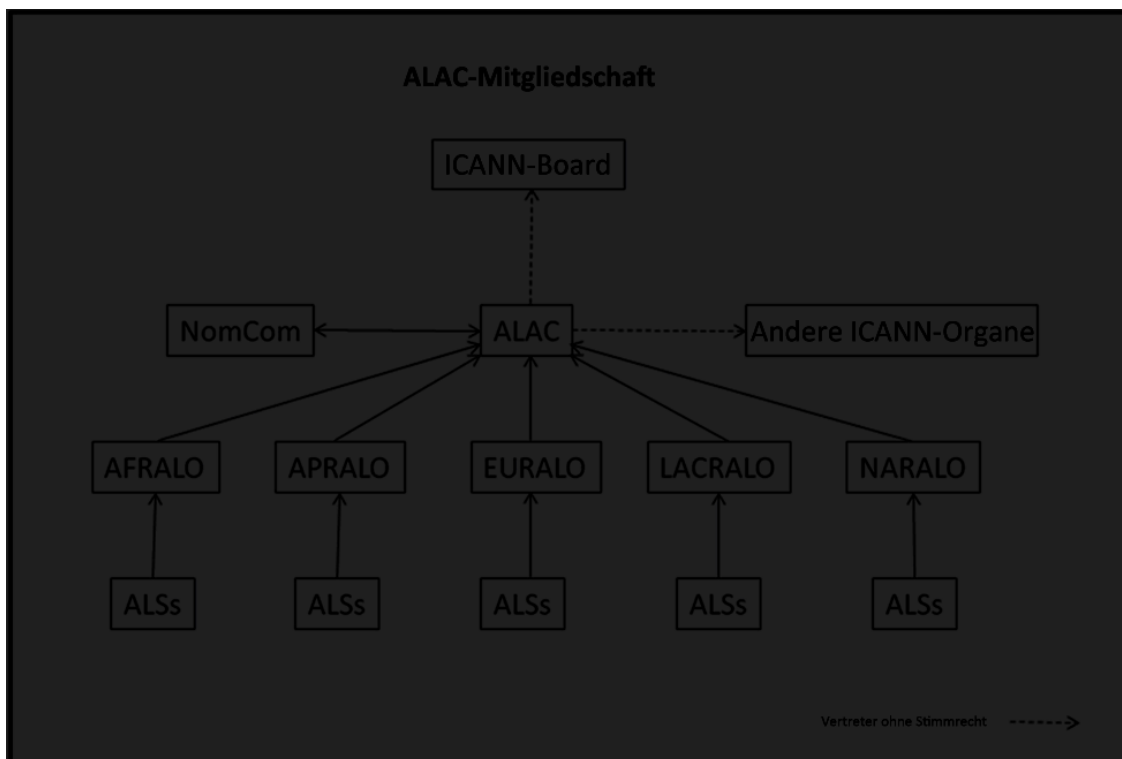 ALAC-Mitgliedschaft
ICANN-Board
NomCom
ALAC
Andere ICANN-Organe
AFRALO
APRALO
EURALO
LACRALO
NARALO
ALSs
ALSs
ALSs
ALSs
ALSs
Vertreter ohne Stimmrecht